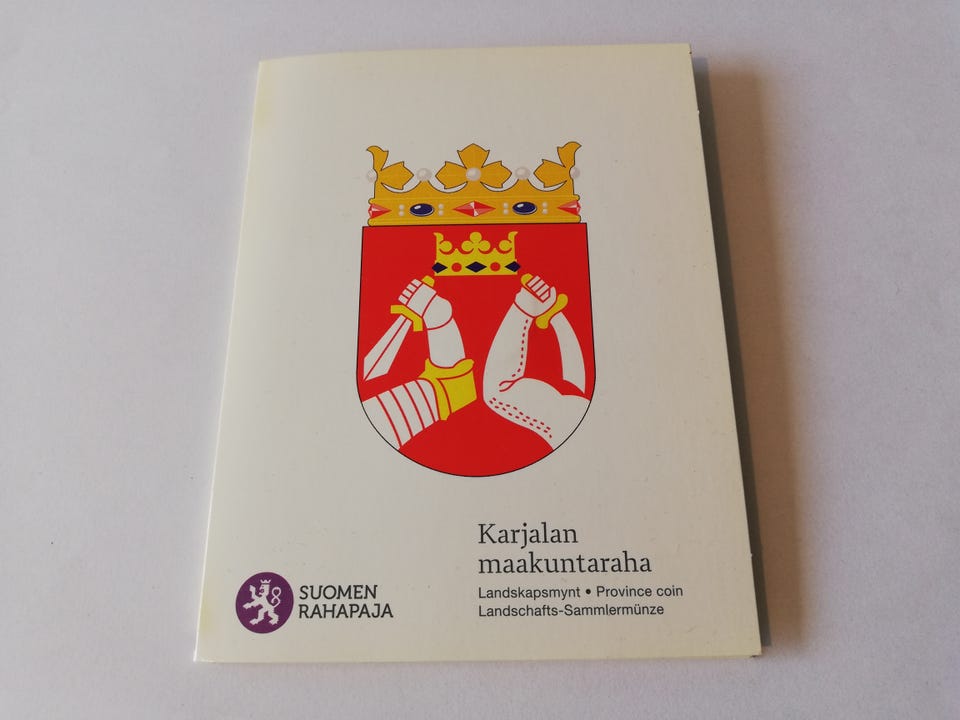 Karjalan
maakuntaraha
Landskapsmynt • Province coin
Landschafts-Sammlermünze
SUOMEN
RAHAPAJA